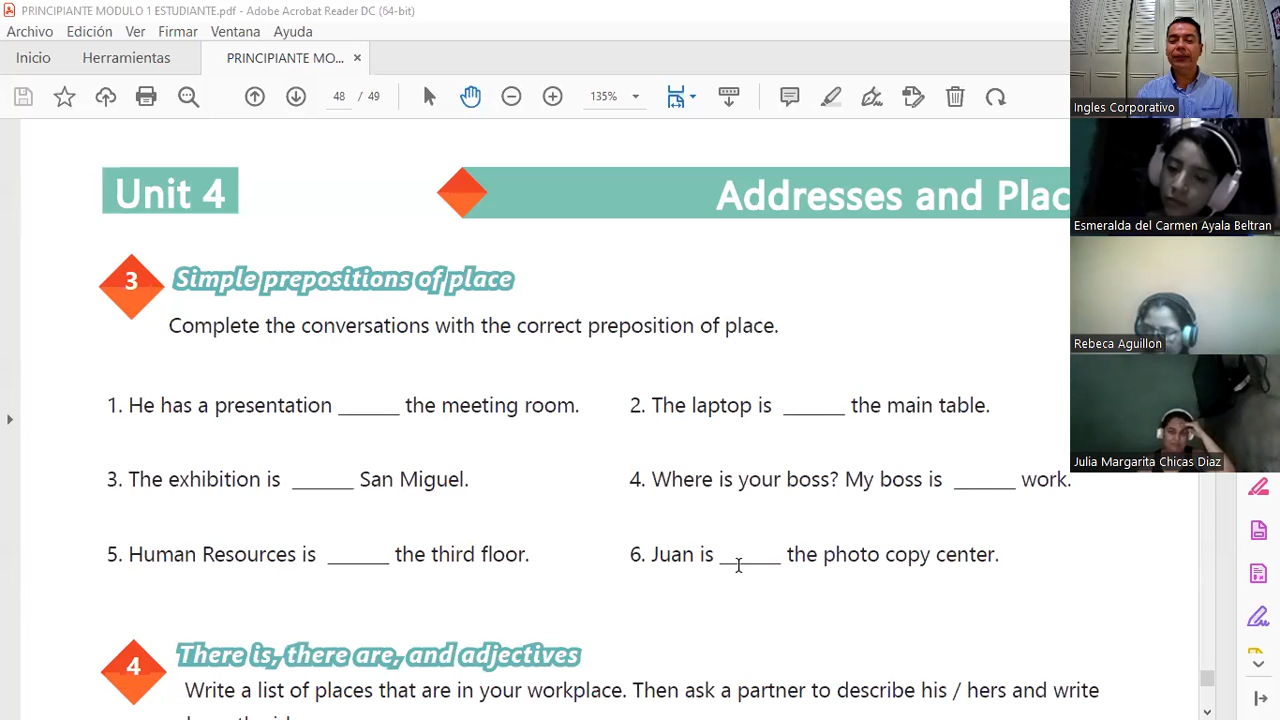 PRINCIPIANTE MODULO 1 ESTUDIANTE.pdf - Adobe Acrobat Reader DC (64-bit)
Archivo Edición Ver Firmar Ventana Ayuda
Inicio Herramientas PRINCIPIANTE MO... ×
48 / 49 135%
Unit 4
Addresses and Plac
3 Simple prepositions of place
Complete the conversations with the correct preposition of place.
1. He has a presentation ______ the meeting room. 2. The laptop is ______ the main table.
3. The exhibition is ______ San Miguel. 4. Where is your boss? My boss is ______ work.
5. Human Resources is ______ the third floor. 6. Juan is ______ the photo copy center.
4 There is, there are, and adjectives
Write a list of places that are in your workplace. Then ask a partner to describe his / hers and write
Ingles Corporativo
Esmeralda del Carmen Ayala Beltran
Rebeca Aguillon
Julia Margarita Chicas Diaz